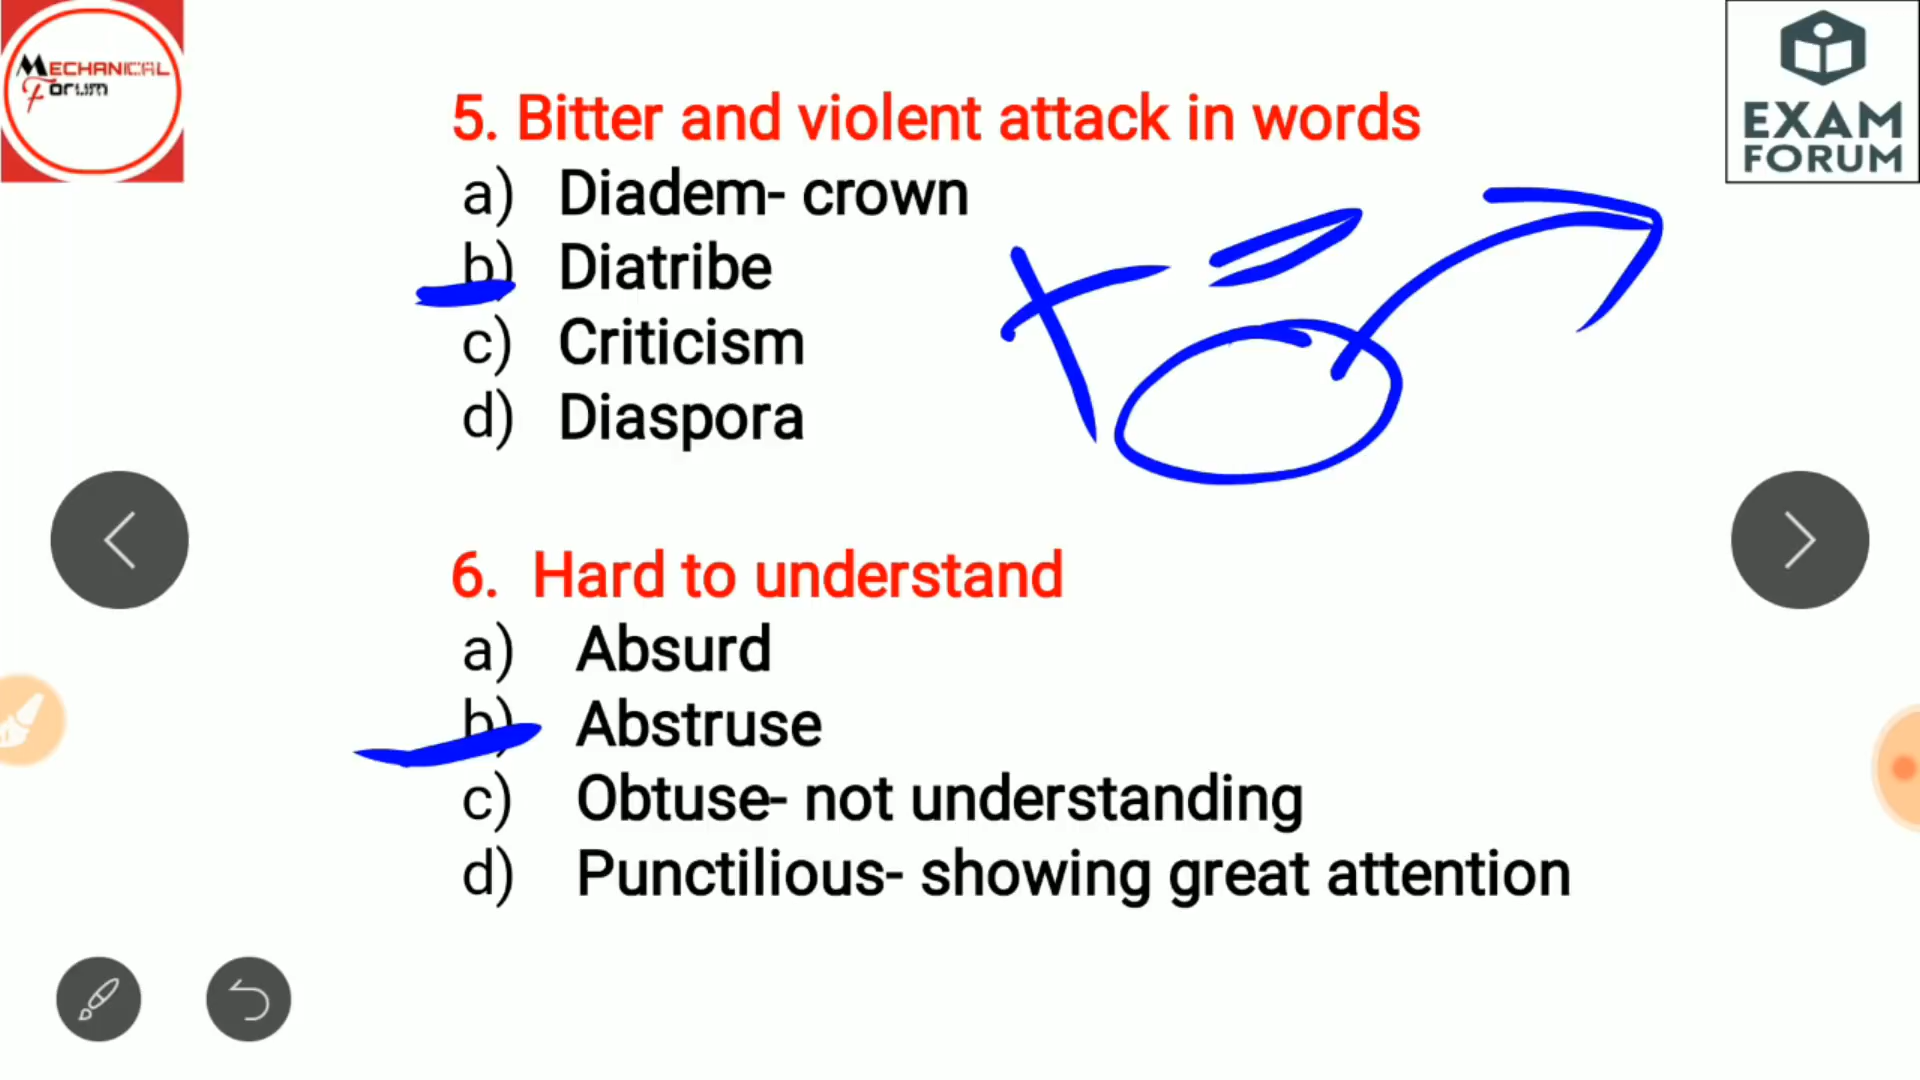 MECHANICAL
Forum
EXAM
FORUM
5. Bitter and violent attack in words
a) Diadem- crown
b) Diatribe
c) Criticism
d) Diaspora
6. Hard to understand
a) Absurd
b) Abstruse
c) Obtuse- not understanding
d) Punctilious- showing great attention